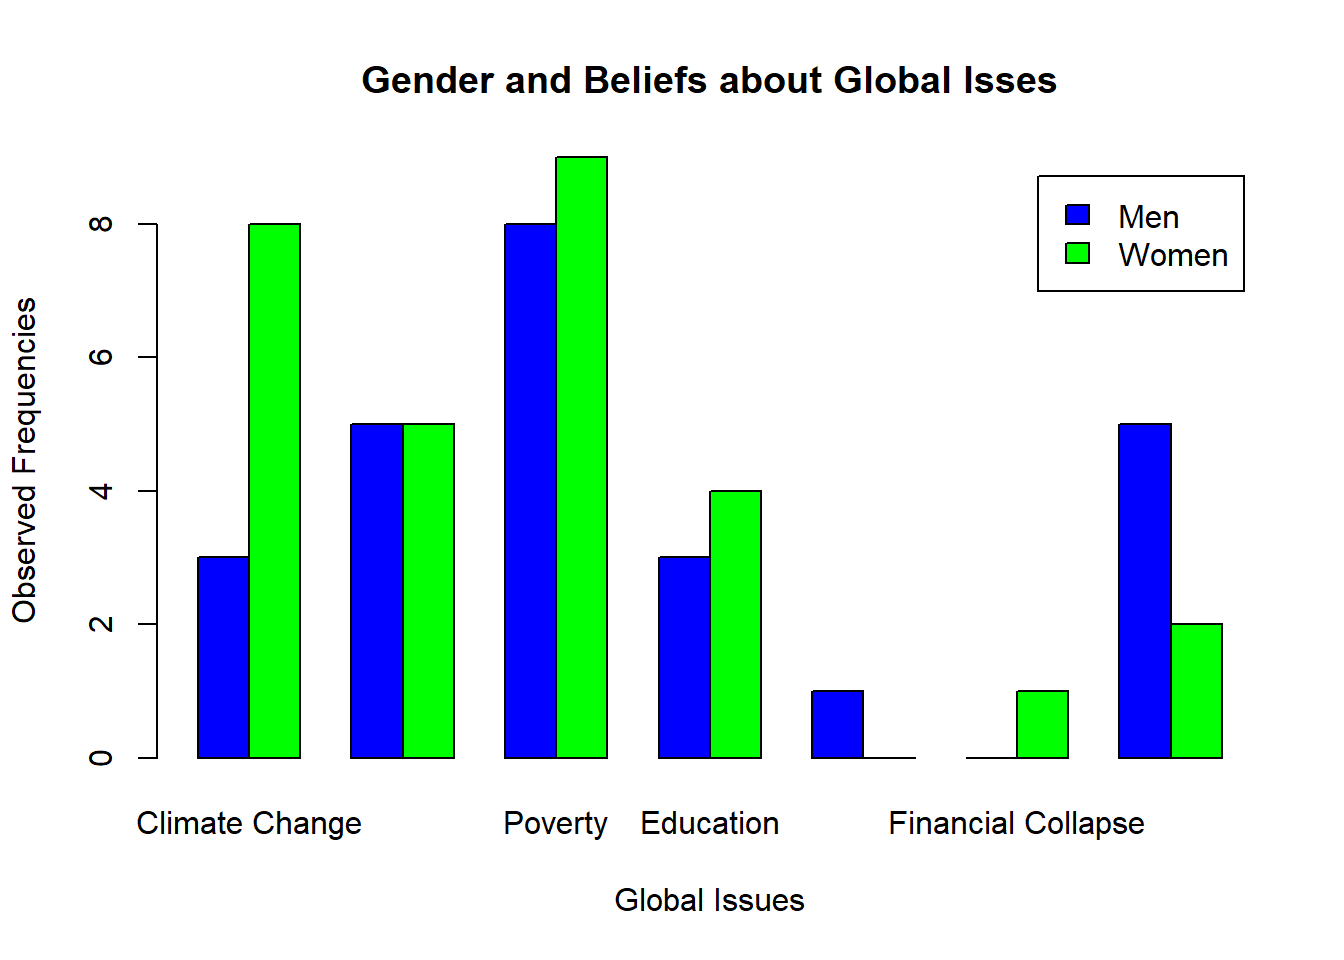 Gender and Beliefs about Global Isses
Men
Women
Observed Frequencies
8
6
4
2
0
Climate Change Poverty Education Financial Collapse
Global Issues